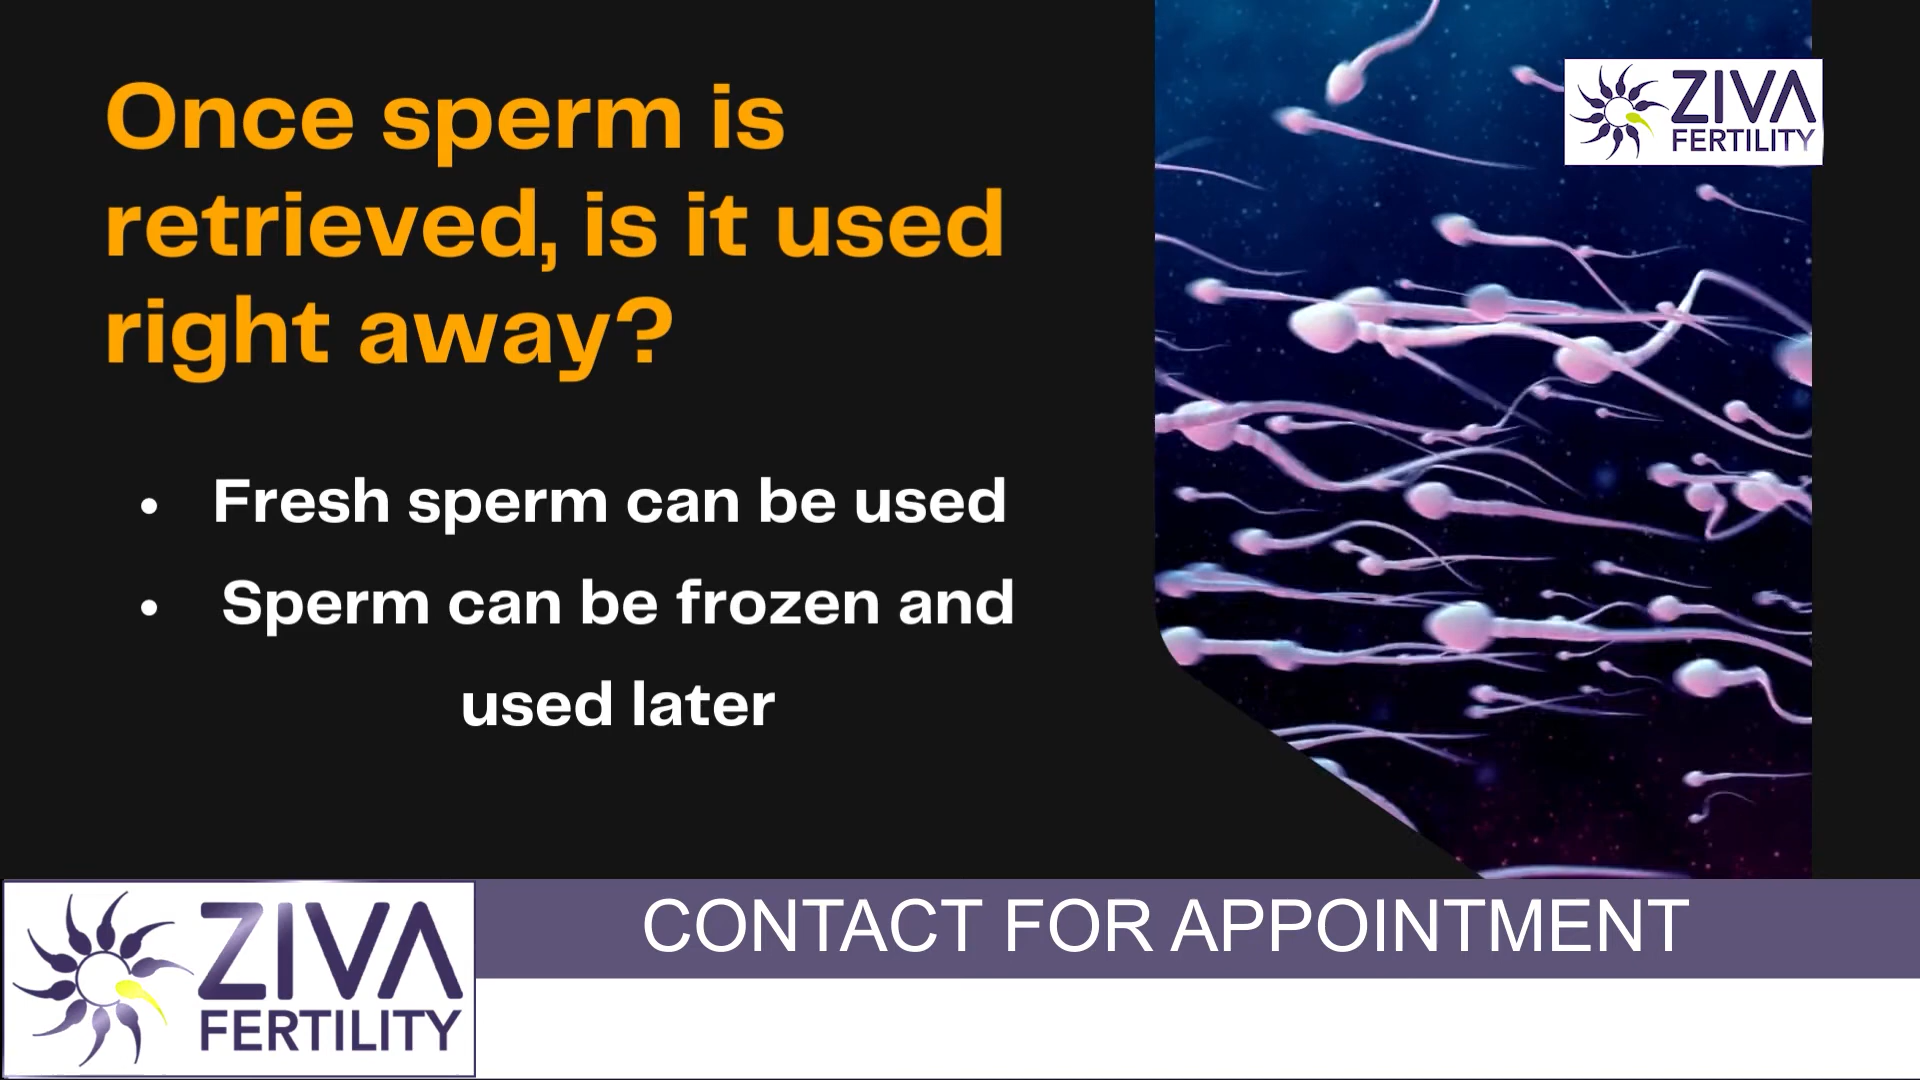 Once sperm is
retrieved, is it used
right away?
• Fresh sperm can be used
• Sperm can be frozen and
used later
ZIVA
FERTILITY
ZIVA
FERTILITY
CONTACT FOR APPOINTMENT